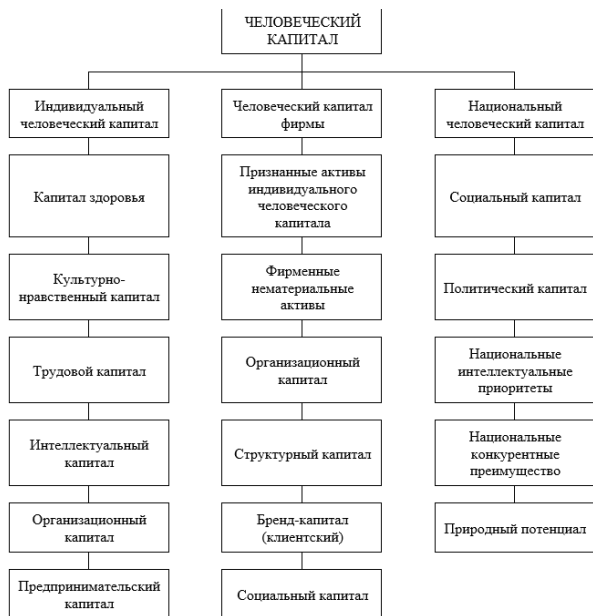 ЧЕЛОВЕЧЕСКИЙ
КАПИТАЛ
Индивидуальный
человеческий капитал
Капитал здоровья
Культурно-
нравственный капитал
Трудовой капитал
Интеллектуальный
капитал
Организационный
капитал
Предпринимательский
капитал
Человеческий капитал
фирмы
Признанные активы
индивидуального
человеческого
капитала
Фирменные
нематериальные
активы
Организационный
капитал
Структурный капитал
Бренд-капитал
(клиентский)
Социальный капитал
Национальный
человеческий капитал
Социальный капитал
Политический капитал
Национальные
интеллектуальные
приоритеты
Национальные
конкурентные
преимущество
Природный потенциал